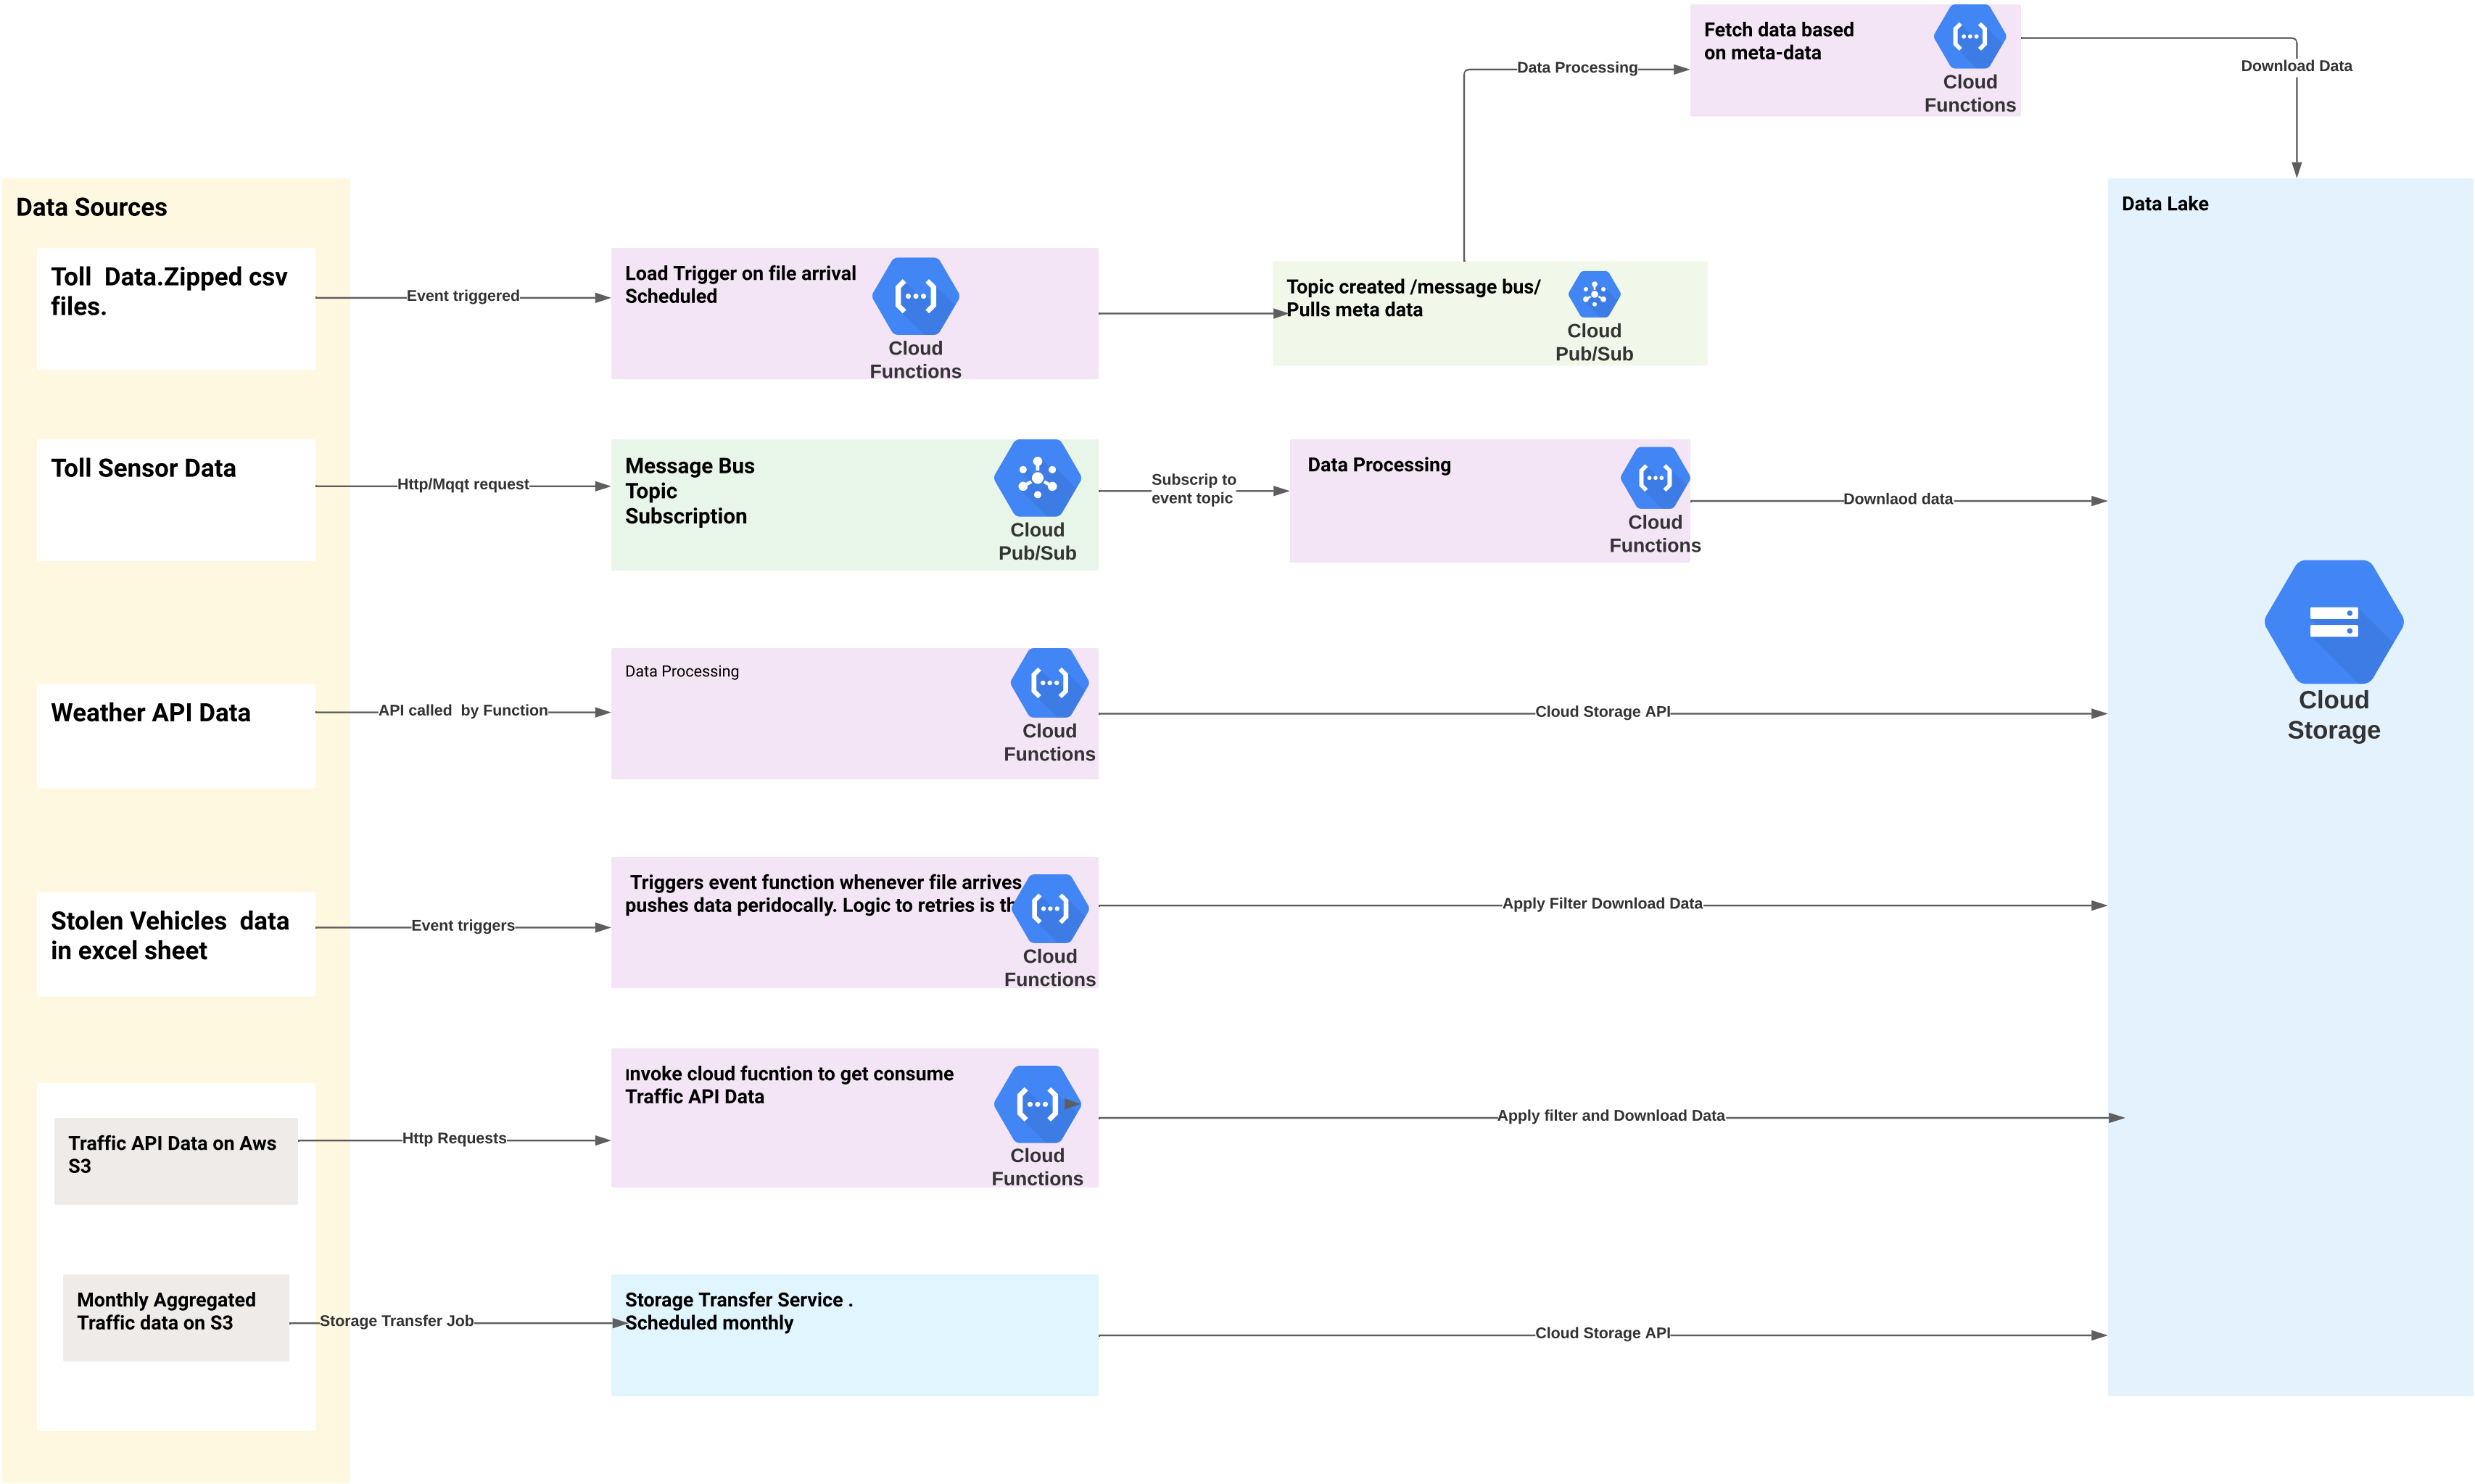 Fetch data based
on meta-data
Cloud
Functions
Data Processing
Download Data
Data Sources
Data Lake
Toll  Data.Zipped csv
files.
Event triggered
Load Trigger on file arrival
Scheduled
Cloud
Functions
Topic created /message bus/
Pulls meta data
Cloud
Pub/Sub
Toll Sensor Data
Http/Mqqt request
Message Bus
Topic
Subscription
Cloud
Pub/Sub
Subscrip to
event topic
Data Processing
Cloud
Functions
Downlaod data
Cloud
Storage
Weather API Data
API called  by Function
Data Processing
Cloud
Functions
Cloud Storage API
Stolen Vehicles  data
in excel sheet
Event triggers
Triggers event function whenever file arrives
pushes data peridocally. Logic to retries is
Cloud
Functions
Apply Filter Download Data
Traffic API Data on Aws
S3
Http Requests
Invoke cloud fucntion to get consume
Traffic API Data
Cloud
Functions
Apply filter and Download Data
Monthly Aggregated
Traffic data on S3
Storage Transfer Job
Storage Transfer Service .
Scheduled monthly
Cloud Storage API